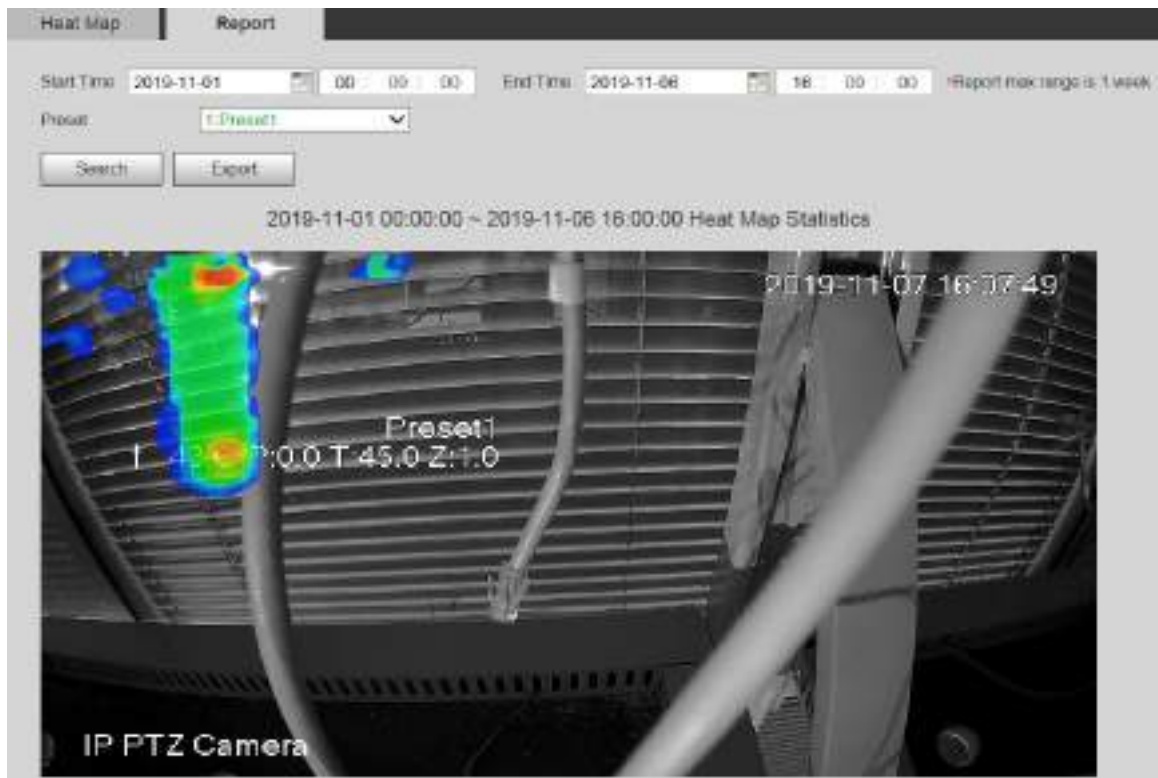 Heat Map Report
Start Time 2019-11-01 00 : 00 : 00 End Time 2019-11-06 16 : 00 : 00 *Report max range is 1 week
Preset 1:Preset1
Search Export
2019-11-01 00:00:00 ~ 2019-11-06 16:00:00 Heat Map Statistics
2019-11-07 16:37:49
Preset1
P:0.0 T:45.0 Z:1.0
IP PTZ Camera